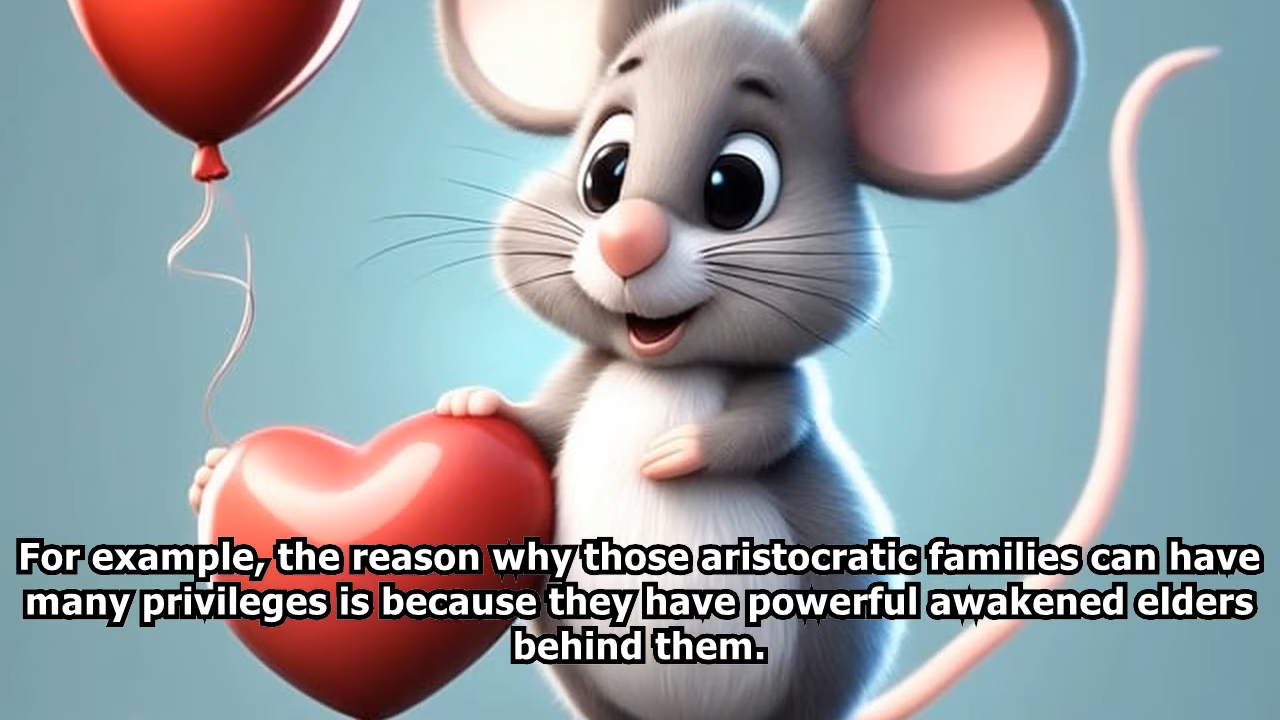 For example, the reason why those aristocratic families can have
many privileges is because they have powerful awakened elders
behind them.